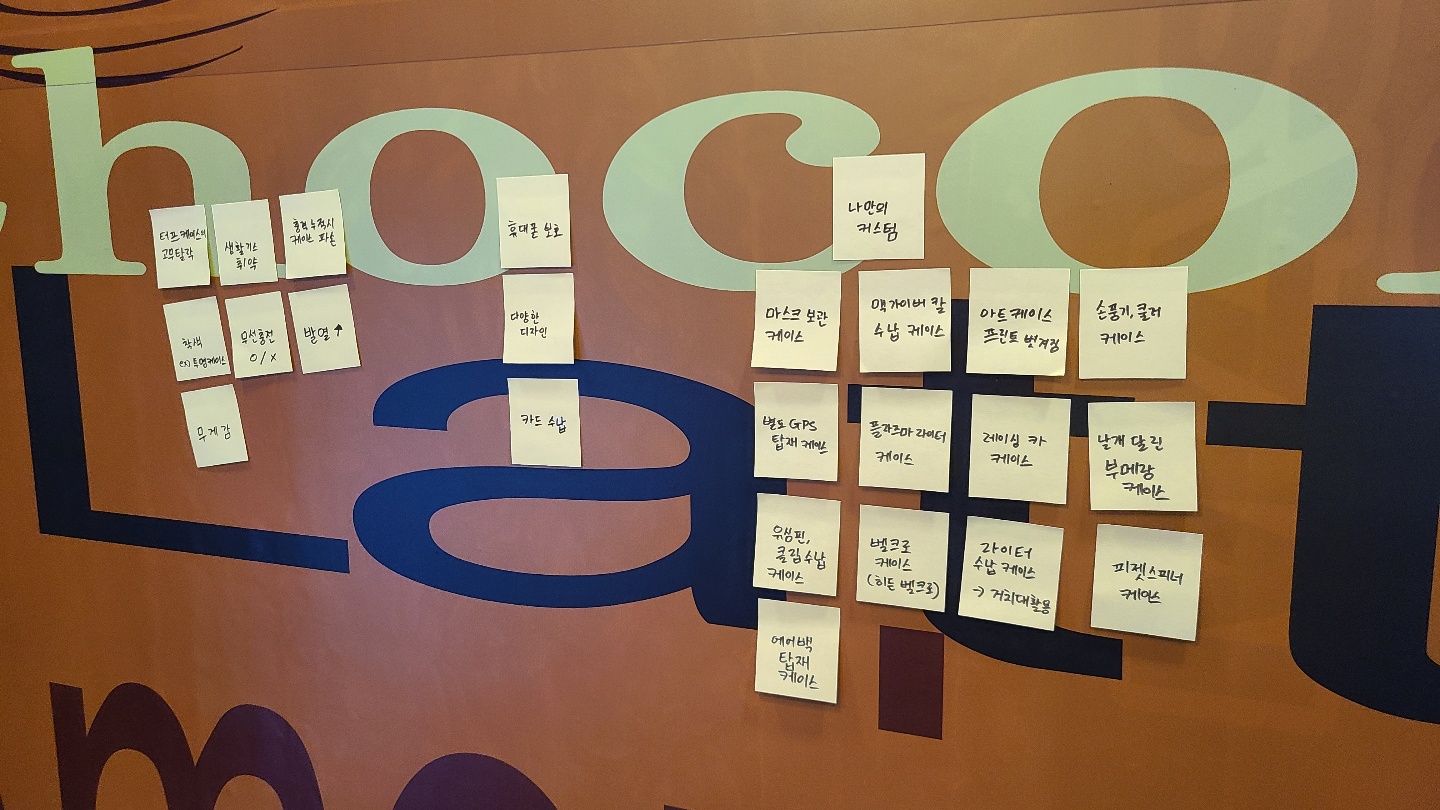 hoco
Latt
me
터프케이스의
고무탈락
생활기스
취약
충격 누적시
케이스 파손
착색
ex) 투명케이스
무선충전
O/X
발열↑
무게감
휴대폰 보호
다양한
디자인
카드 수납
나만의
커스텀
마스크 보관
케이스
맥가이버 칼
수납 케이스
아트케이스
프린트 벗겨짐
손풍기, 쿨러
케이스
별도 GPS
탑재 케이스
플라즈마 라이터
케이스
레이싱 카
케이스
날개 달린
부메랑
케이스
유심핀,
클립 수납
케이스
벨크로
케이스
(히든 벨크로)
라이터
수납 케이스
→ 거치대 활용
피젯스피너
케이스
에어백
탑재
케이스